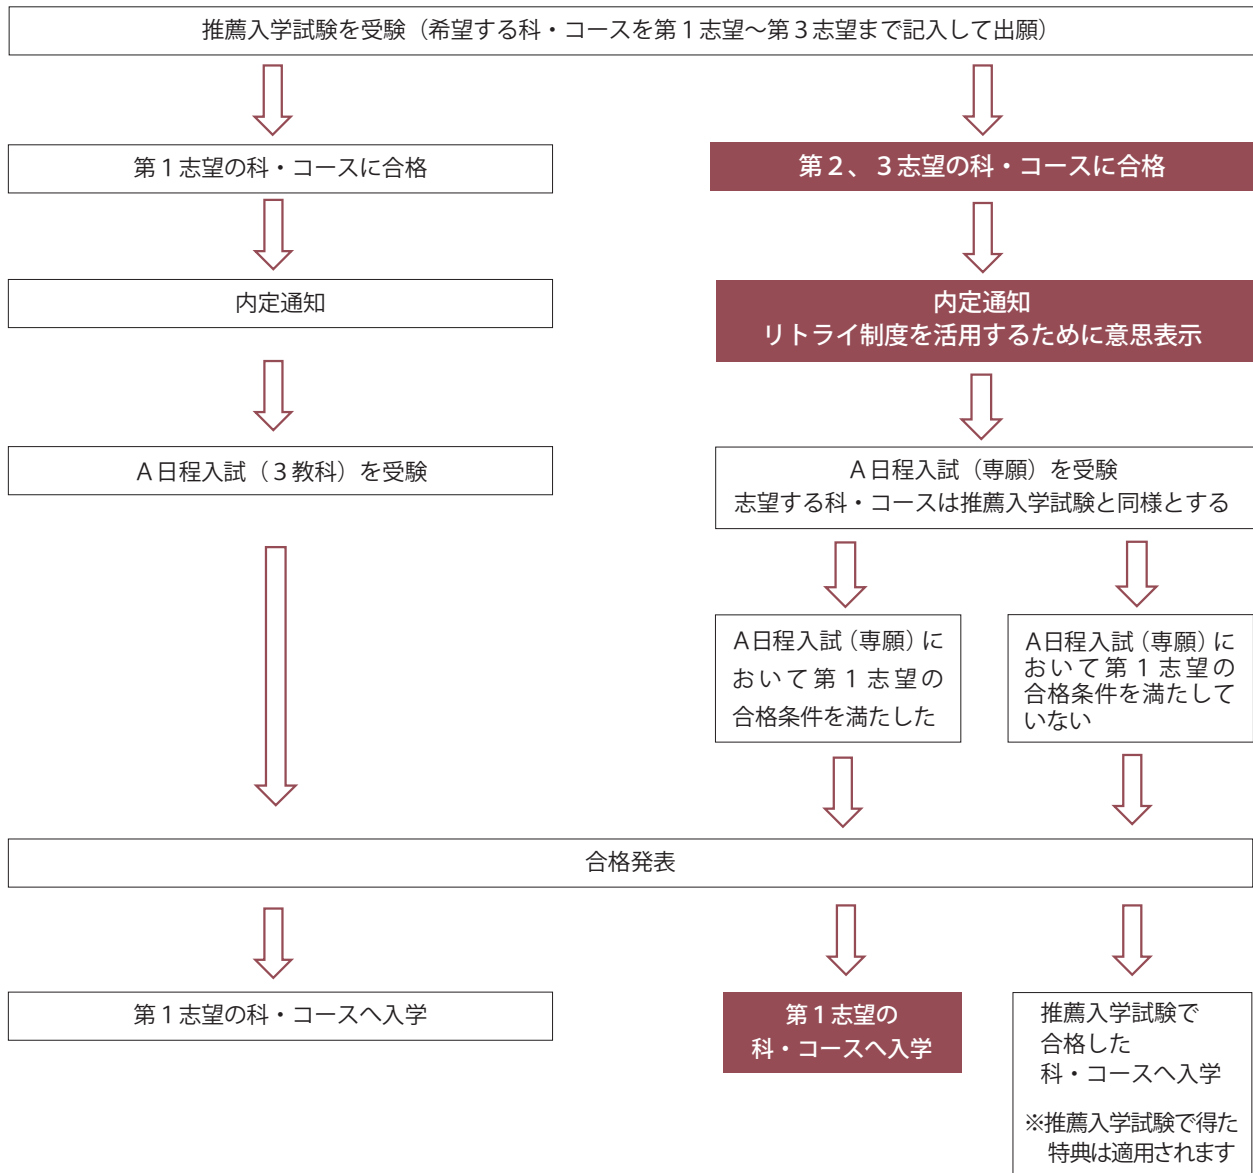 推薦入学試験を受験（希望する科・コースを第１志望～第３志望まで記入して出願）
第１志望の科・コースに合格
第２、３志望の科・コースに合格
内定通知
内定通知
リトライ制度を活用するために意思表示
Ａ日程入試（３教科）を受験
Ａ日程入試（専願）を受験
志望する科・コースは推薦入学試験と同様とする
Ａ日程入試（専願）に
おいて第１志望の
合格条件を満たした
Ａ日程入試（専願）に
おいて第１志望の
合格条件を満たして
いない
合格発表
第１志望の科・コースへ入学
第１志望の
科・コースへ入学
推薦入学試験で
合格した
科・コースへ入学
※推薦入学試験で得た
特典は適用されます